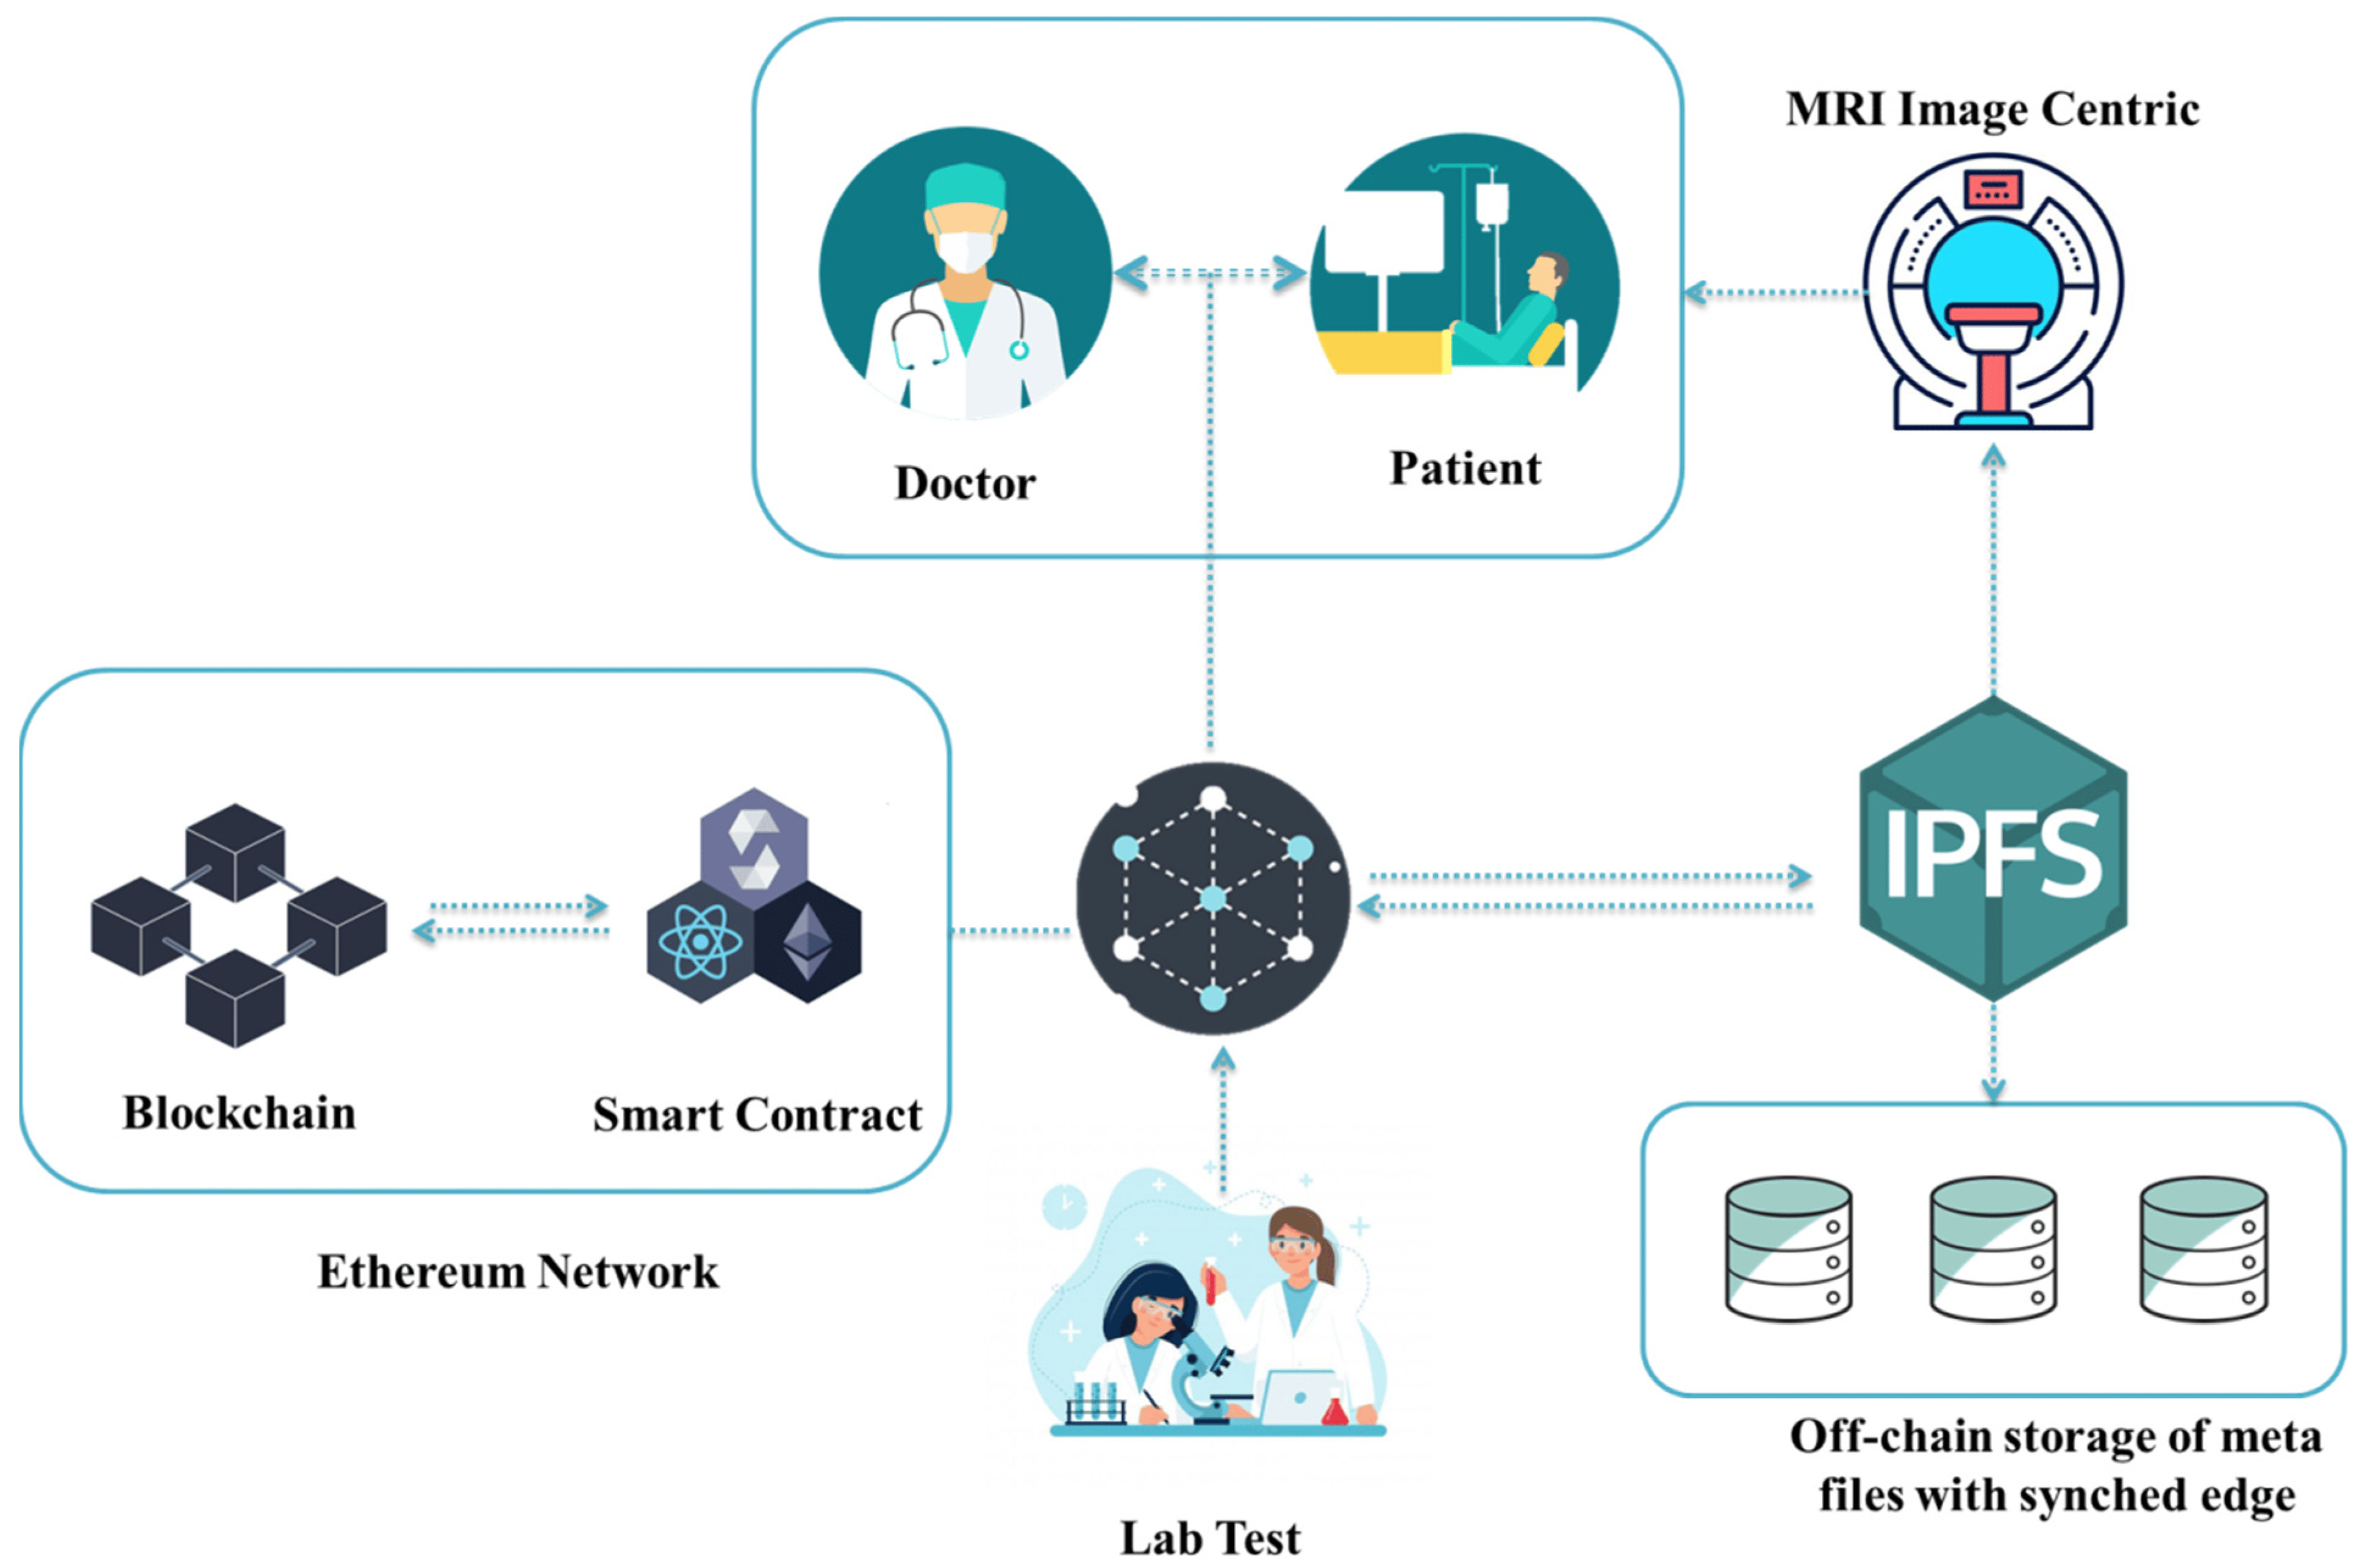 MRI Image Centric
Doctor
Patient
IPFS
Blockchain
Smart Contract
Ethereum Network
Off-chain storage of meta
files with synched edge
Lab Test